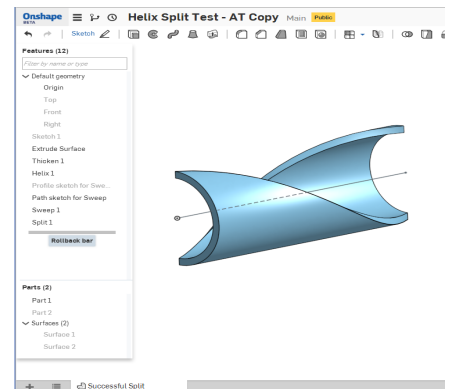 Onshape Helix Split Test - AT Copy Main Public
BETA
Sketch
Features (12)
Filter by name or type
Default geometry
Origin
Top
Front
Right
Sketch 1
Extrude Surface
Thicken 1
Helix 1
Profile sketch for Swe...
Path sketch for Sweep
Sweep 1
Split 1
Rollback bar
Parts (2)
Part 1
Part 2
Surfaces (2)
Surface 1
Surface 2
Successful Split